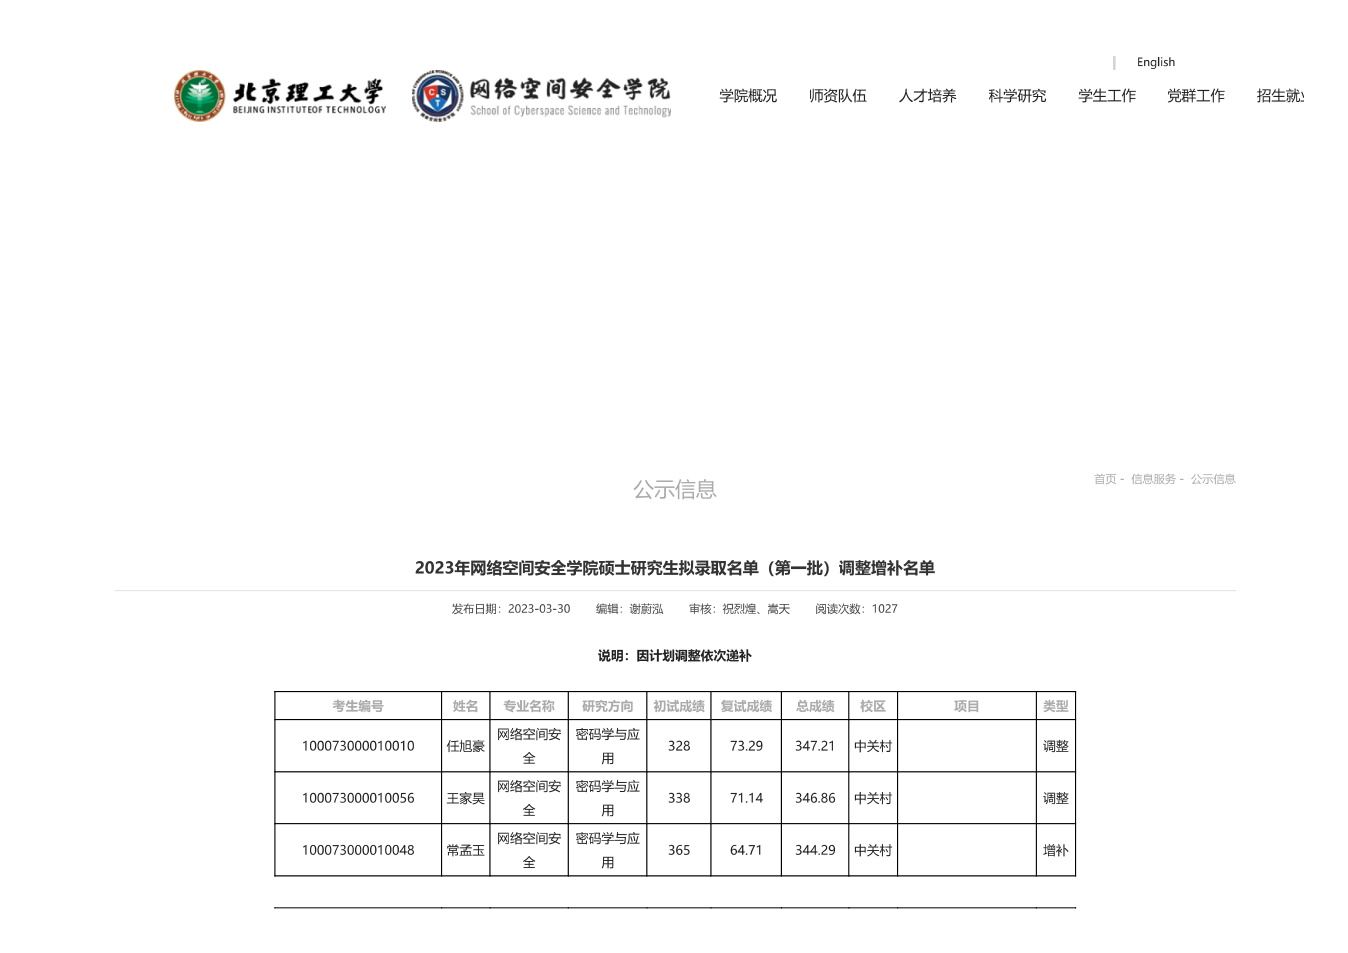 English
北京理工大学
BEIJING INSTITUTE OF TECHNOLOGY
网络空间安全学院
School of Cyberspace Science and Technology
学院概况 师资队伍 人才培养 科学研究 学生工作 党群工作 招生就
首页 - 信息服务 - 公示信息
公示信息
2023年网络空间安全学院硕士研究生拟录取名单（第一批）调整增补名单
发布日期：2023-03-30 编辑：谢蔚泓 审核：祝烈煌、嵩天 阅读次数：1027
说明：因计划调整依次递补
考生编号 姓名 专业名称 研究方向 初试成绩 复试成绩 总成绩 校区 项目 类型
100073000010010 任旭豪 网络空间安全 密码学与应用 328 73.29 347.21 中关村 调整
100073000010056 王家昊 网络空间安全 密码学与应用 338 71.14 346.86 中关村 调整
100073000010048 常孟玉 网络空间安全 密码学与应用 365 64.71 344.29 中关村 增补